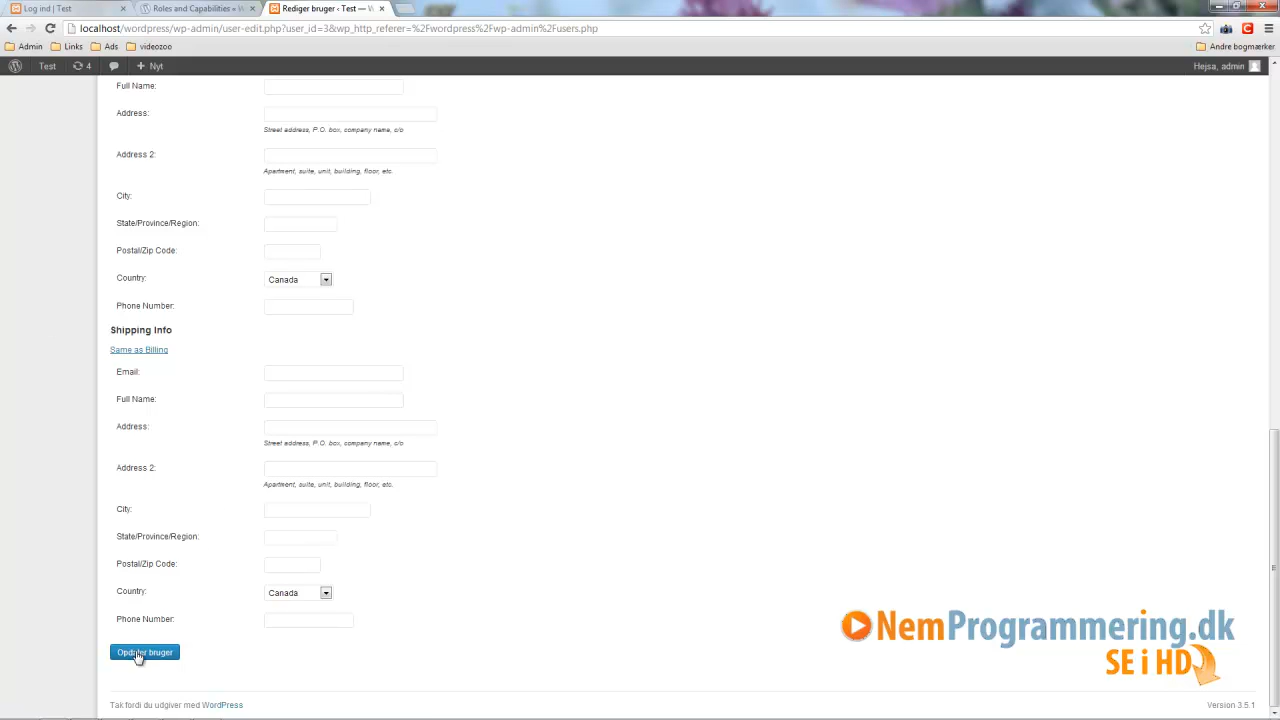 Log ind | Test
Roles and Capabilities « W
Rediger bruger ‹ Test — W
localhost/wordpress/wp-admin/user-edit.php?user_id=3&wp_http_referer=%2Fwordpress%2Fwp-admin%2Fusers.php
Admin
Links
Ads
videozoo
Andre bogmærker
Test
4
Nyt
Hejsa, admin
Full Name:
Address:
Street address, P.O. box, company name, c/o
Address 2:
Apartment, suite, unit, building, floor, etc.
City:
State/Province/Region:
Postal/Zip Code:
Country:
Canada
Phone Number:
Shipping Info
Same as Billing
Email:
Full Name:
Address:
Street address, P.O. box, company name, c/o
Address 2:
Apartment, suite, unit, building, floor, etc.
City:
State/Province/Region:
Postal/Zip Code:
Country:
Canada
Phone Number:
NemProgrammering.dk
SE i HD
Opdater bruger
Tak fordi du udgiver med WordPress
Version 3.5.1